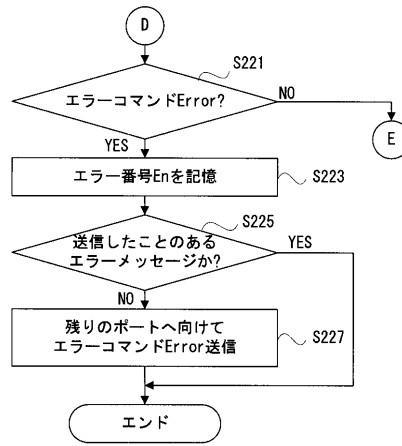 D
S221
エラーコマンドError?
NO
E
YES
エラー番号Enを記憶
S223
S225
送信したことのある
エラーメッセージか?
YES
NO
残りのポートへ向けて
エラーコマンドError送信
S227
エンド